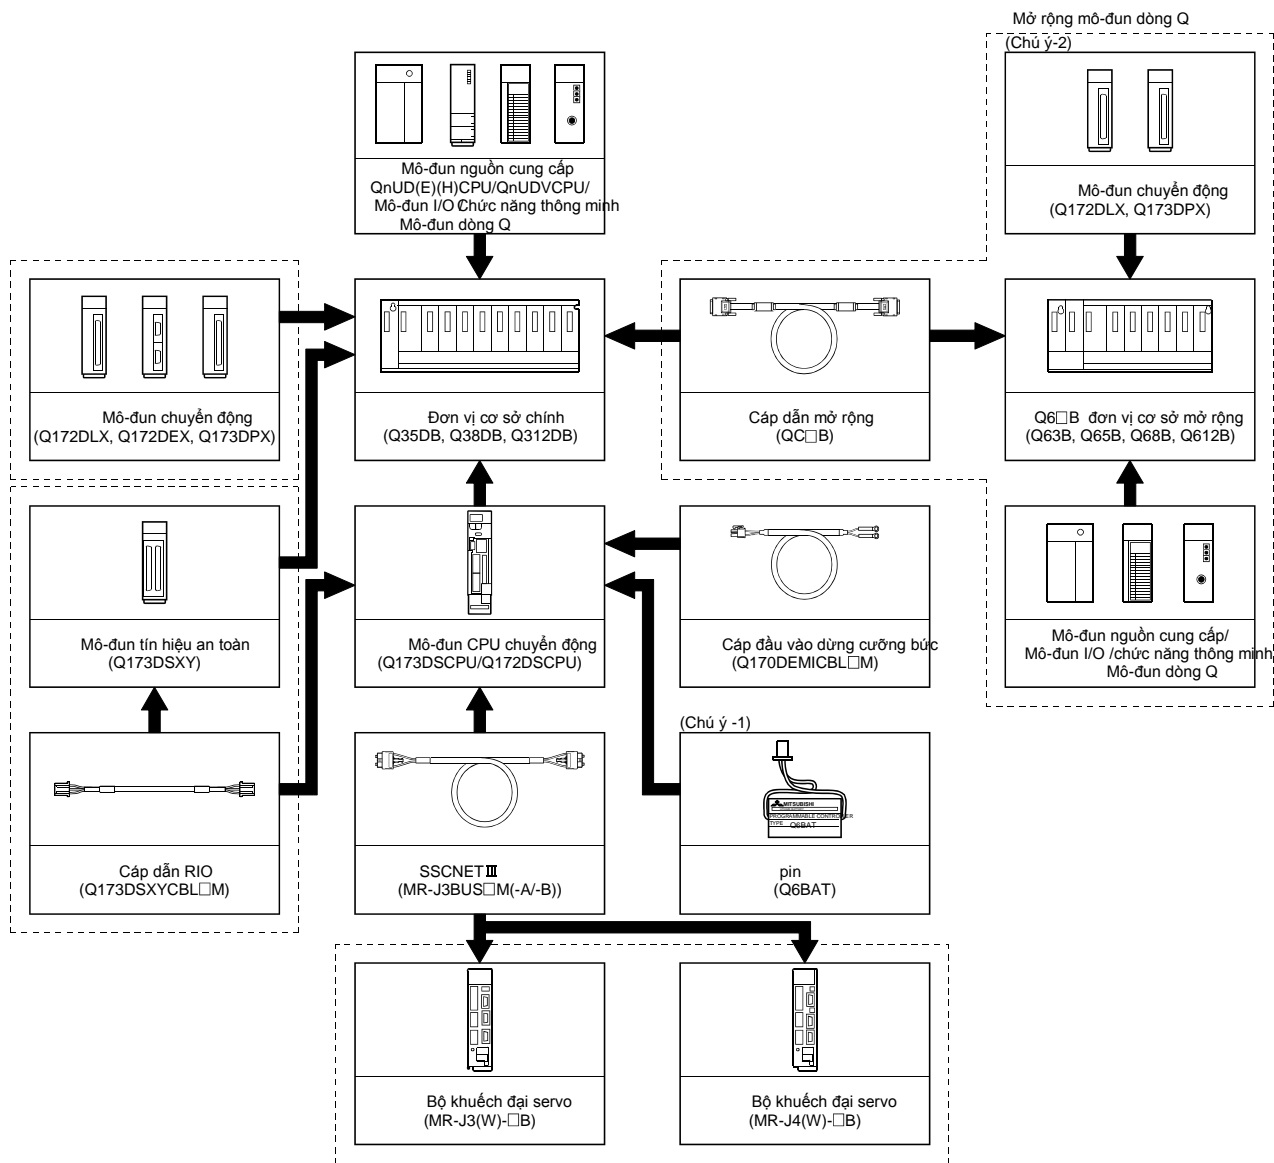 Mở rộng mô-đun dòng Q
(Chú ý-2)
Mô-đun nguồn cung cấp
QnUD(E)(H)CPU/QnUDVCPU/
Mô-đun I/O /Chức năng thông minh
Mô-đun dòng Q
Mô-đun chuyển động
(Q172DLX, Q173DPX)
Mô-đun chuyển động
(Q172DLX, Q172DEX, Q173DPX)
Đơn vị cơ sở chính
(Q35DB, Q38DB, Q312DB)
Cáp dẫn mở rộng
(QC□B)
Q6□B đơn vị cơ sở mở rộng
(Q63B, Q65B, Q68B, Q612B)
Mô-đun tín hiệu an toàn
(Q173DSXY)
Mô-đun CPU chuyển động
(Q173DSCPU/Q172DSCPU)
Cáp đầu vào dừng cưỡng bức
(Q170DEMICBL□M)
Mô-đun nguồn cung cấp/
Mô-đun I/O /chức năng thông minh
Mô-đun dòng Q
(Chú ý -1)
MITSUBISHI
PROGRAMMABLE CONTROLLER
TYPE Q6BAT
Cáp dẫn RIO
(Q173DSXYCBL□M)
SSCNETⅢ
(MR-J3BUS□M(-A/-B))
pin
(Q6BAT)
Bộ khuếch đại servo
(MR-J3(W)-□B)
Bộ khuếch đại servo
(MR-J4(W)-□B)